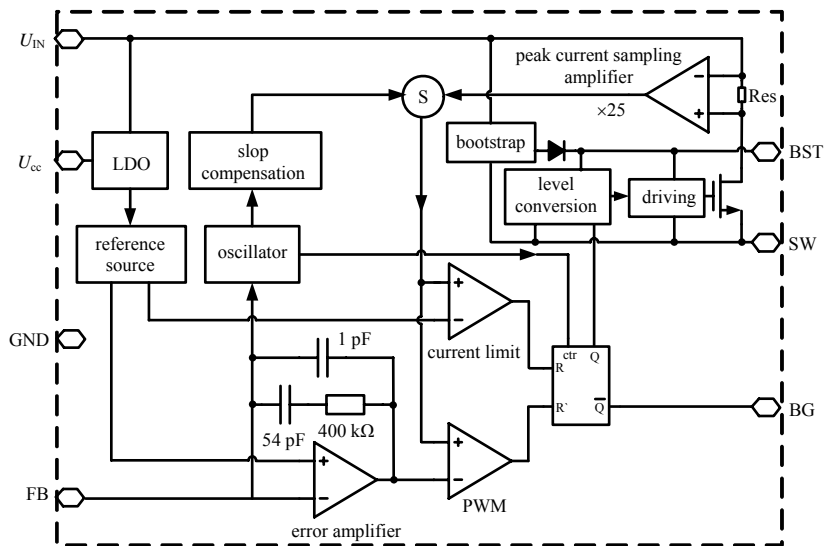 U_IN
peak current sampling
amplifier
S
×25
Res
bootstrap
BST
U_cc
LDO
slop
compensation
level
conversion
driving
reference
source
oscillator
SW
GND
+
−
current limit
1 pF
ctr
Q
R
R`
Q̅
BG
54 pF
400 kΩ
+
−
PWM
+
−
FB
error amplifier
−
+